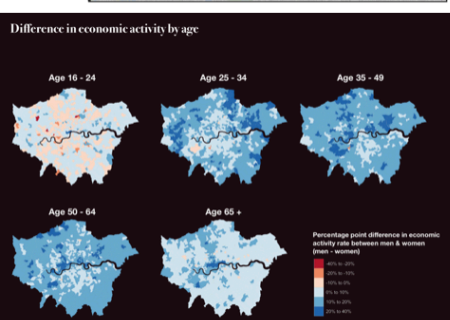 Difference in economic activity by age
Age 16 - 24
Age 25 - 34
Age 35 - 49
Age 50 - 64
Age 65 +
Percentage point difference in economic
activity rate between men & women
(men - women)
-40% to -20%
-20% to -10%
-10% to 0%
0% to 10%
10% to 20%
20% to 40%